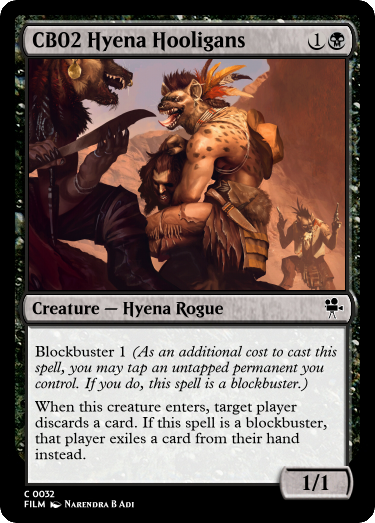 CB02 Hyena Hooligans 1
Creature — Hyena Rogue
Blockbuster 1 (As an additional cost to cast this
spell, you may tap an untapped permanent you
control. If you do, this spell is a blockbuster.)
When this creature enters, target player
discards a card. If this spell is a blockbuster,
that player exiles a card from their hand
instead.
1/1
C 0032
FILM Narendra B Adi